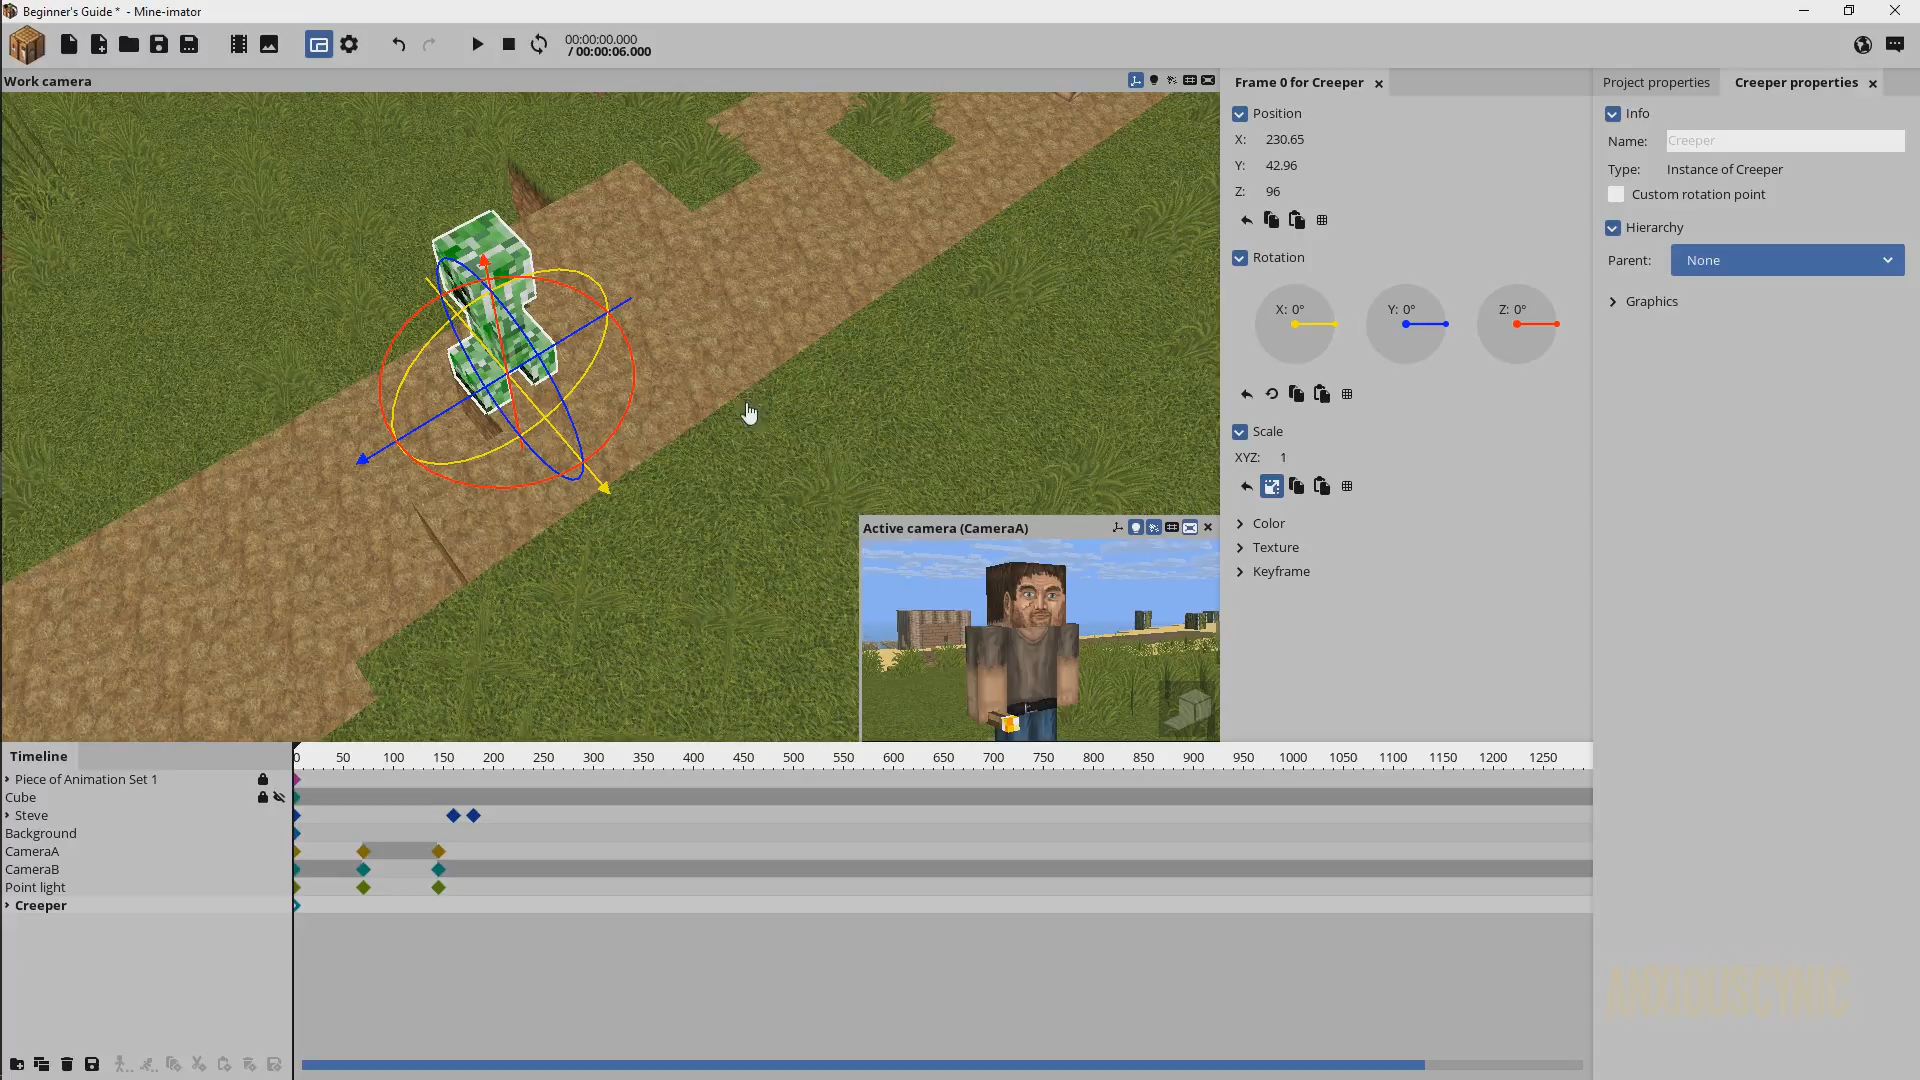 Beginner's Guide * - Mine-imator
00:00:00.000
/ 00:00:06.000
Work camera
Frame 0 for Creeper
Position
X: 230.65
Y: 42.96
Z: 96
Rotation
X: 0° Y: 0° Z: 0°
Scale
XYZ: 1
Color
Texture
Keyframe
Project properties Creeper properties
Info
Name: Creeper
Type: Instance of Creeper
Custom rotation point
Hierarchy
Parent: None
Graphics
Active camera (CameraA)
Timeline
0 50 100 150 200 250 300 350 400 450 500 550 600 650 700 750 800 850 900 950 1000 1050 1100 1150 1200 1250
Piece of Animation Set 1
Cube
Steve
Background
CameraA
CameraB
Point light
Creeper
ANXIOUSCYNIC